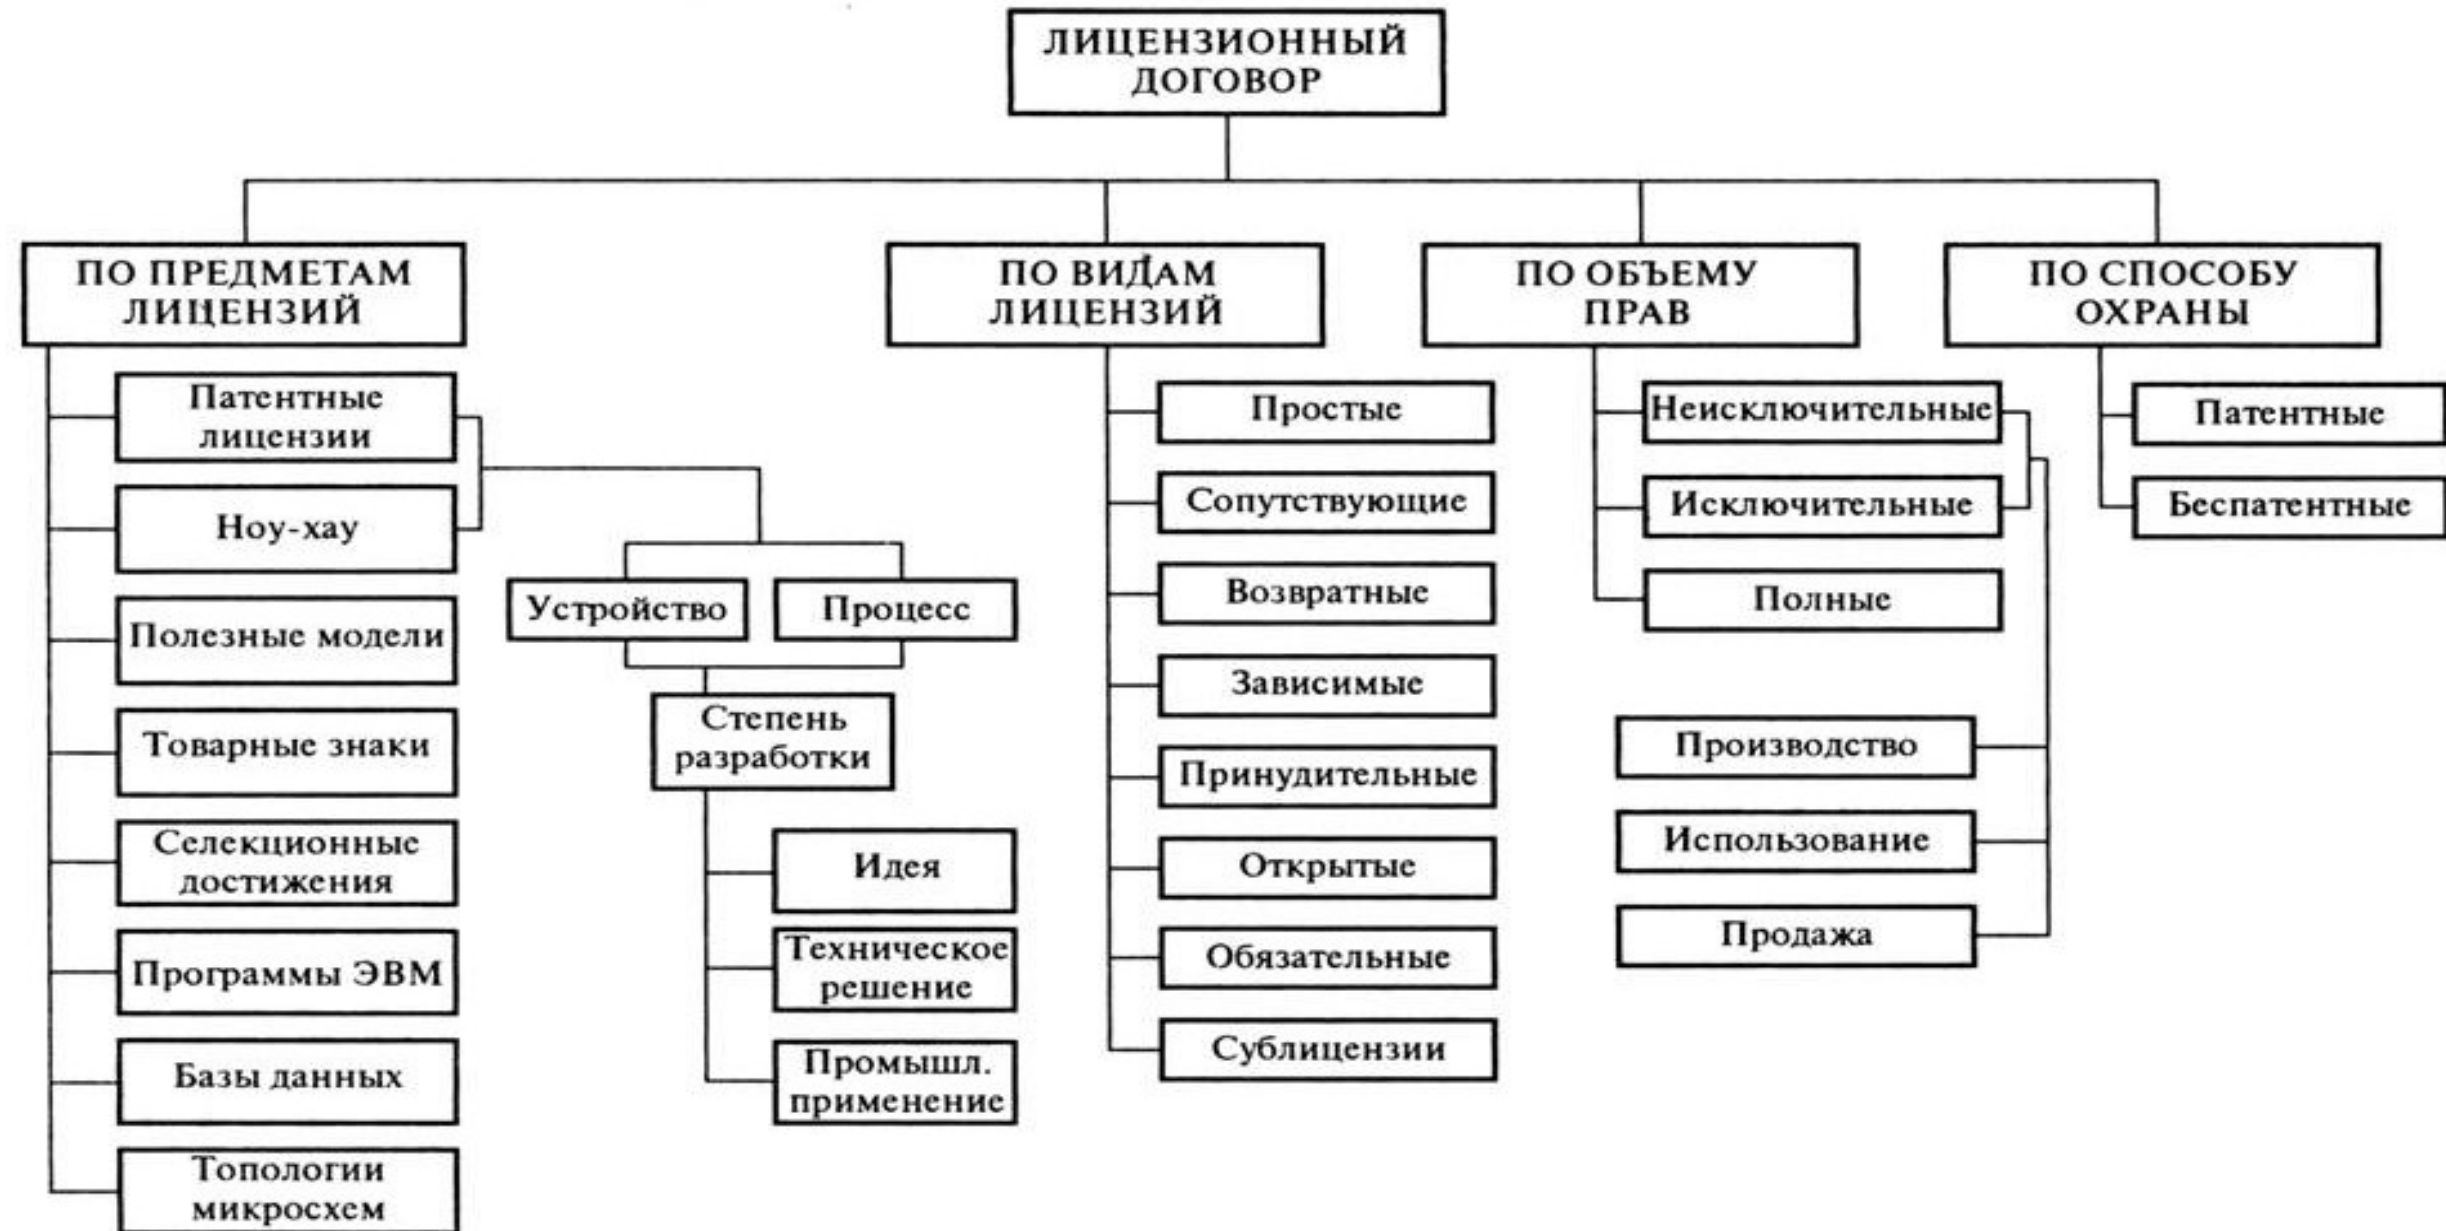 ЛИЦЕНЗИОННЫЙ
ДОГОВОР
ПО ПРЕДМЕТАМ
ЛИЦЕНЗИЙ
Патентные
лицензии
Ноу-хау
Полезные модели
Товарные знаки
Селекционные
достижения
Программы ЭВМ
Базы данных
Топологии
микросхем
Устройство
Процесс
Степень
разработки
Идея
Техническое
решение
Промышл.
применение
ПО ВИДАМ
ЛИЦЕНЗИЙ
Простые
Сопутствующие
Возвратные
Зависимые
Принудительные
Открытые
Обязательные
Сублицензии
ПО ОБЪЕМУ
ПРАВ
Неисключительные
Исключительные
Полные
Производство
Использование
Продажа
ПО СПОСОБУ
ОХРАНЫ
Патентные
Беспатентные